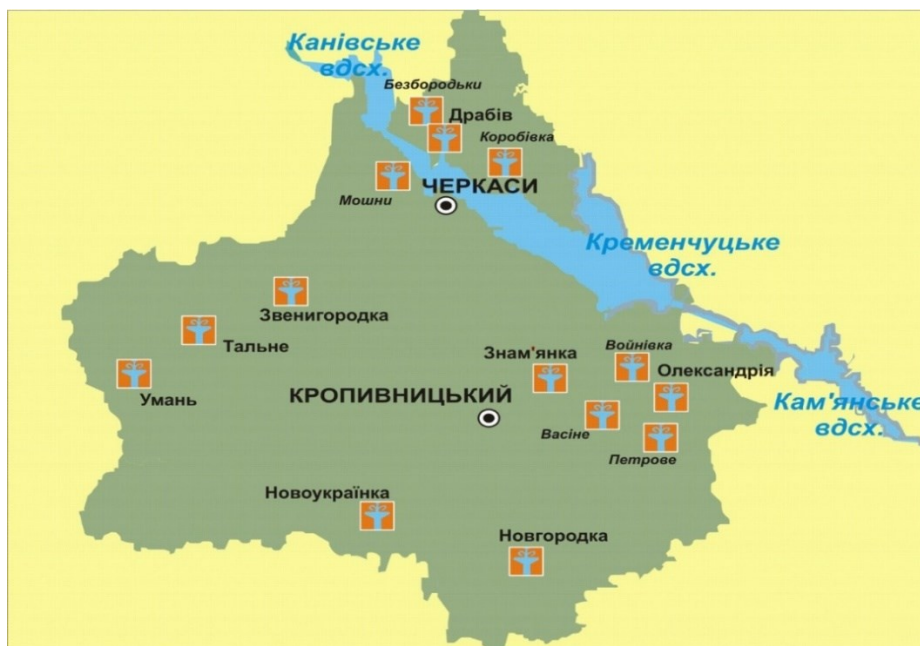 Канівське
вдсх.
Безбородьки
Драбів
Коробівка
Мошни
ЧЕРКАСИ
Кременчуцьке
вдсх.
Звенигородка
Тальне
Умань
Знам'янка
Войнівка
Олександрія
КРОПИВНИЦЬКИЙ
Кам'янське
вдсх.
Васіне
Петрове
Новоукраїнка
Новгородка